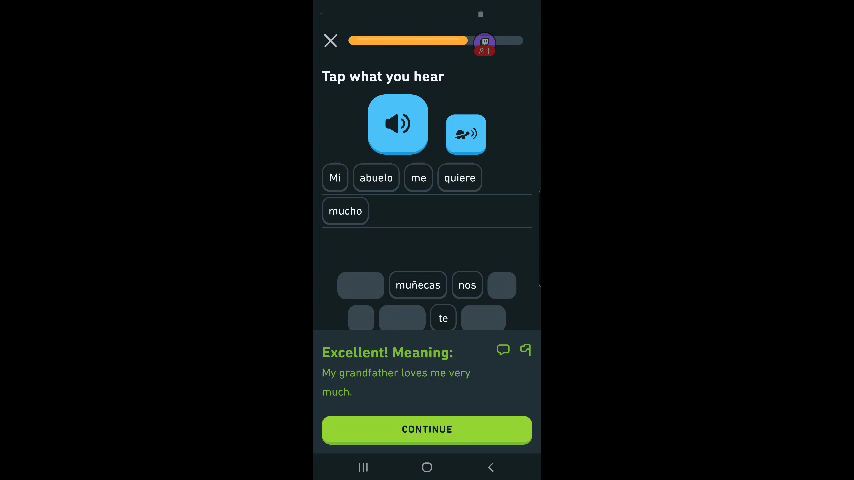 Tap what you hear
Mi abuelo me quiere
mucho
muñecas nos
te
Excellent! Meaning:
My grandfather loves me very
much.
CONTINUE